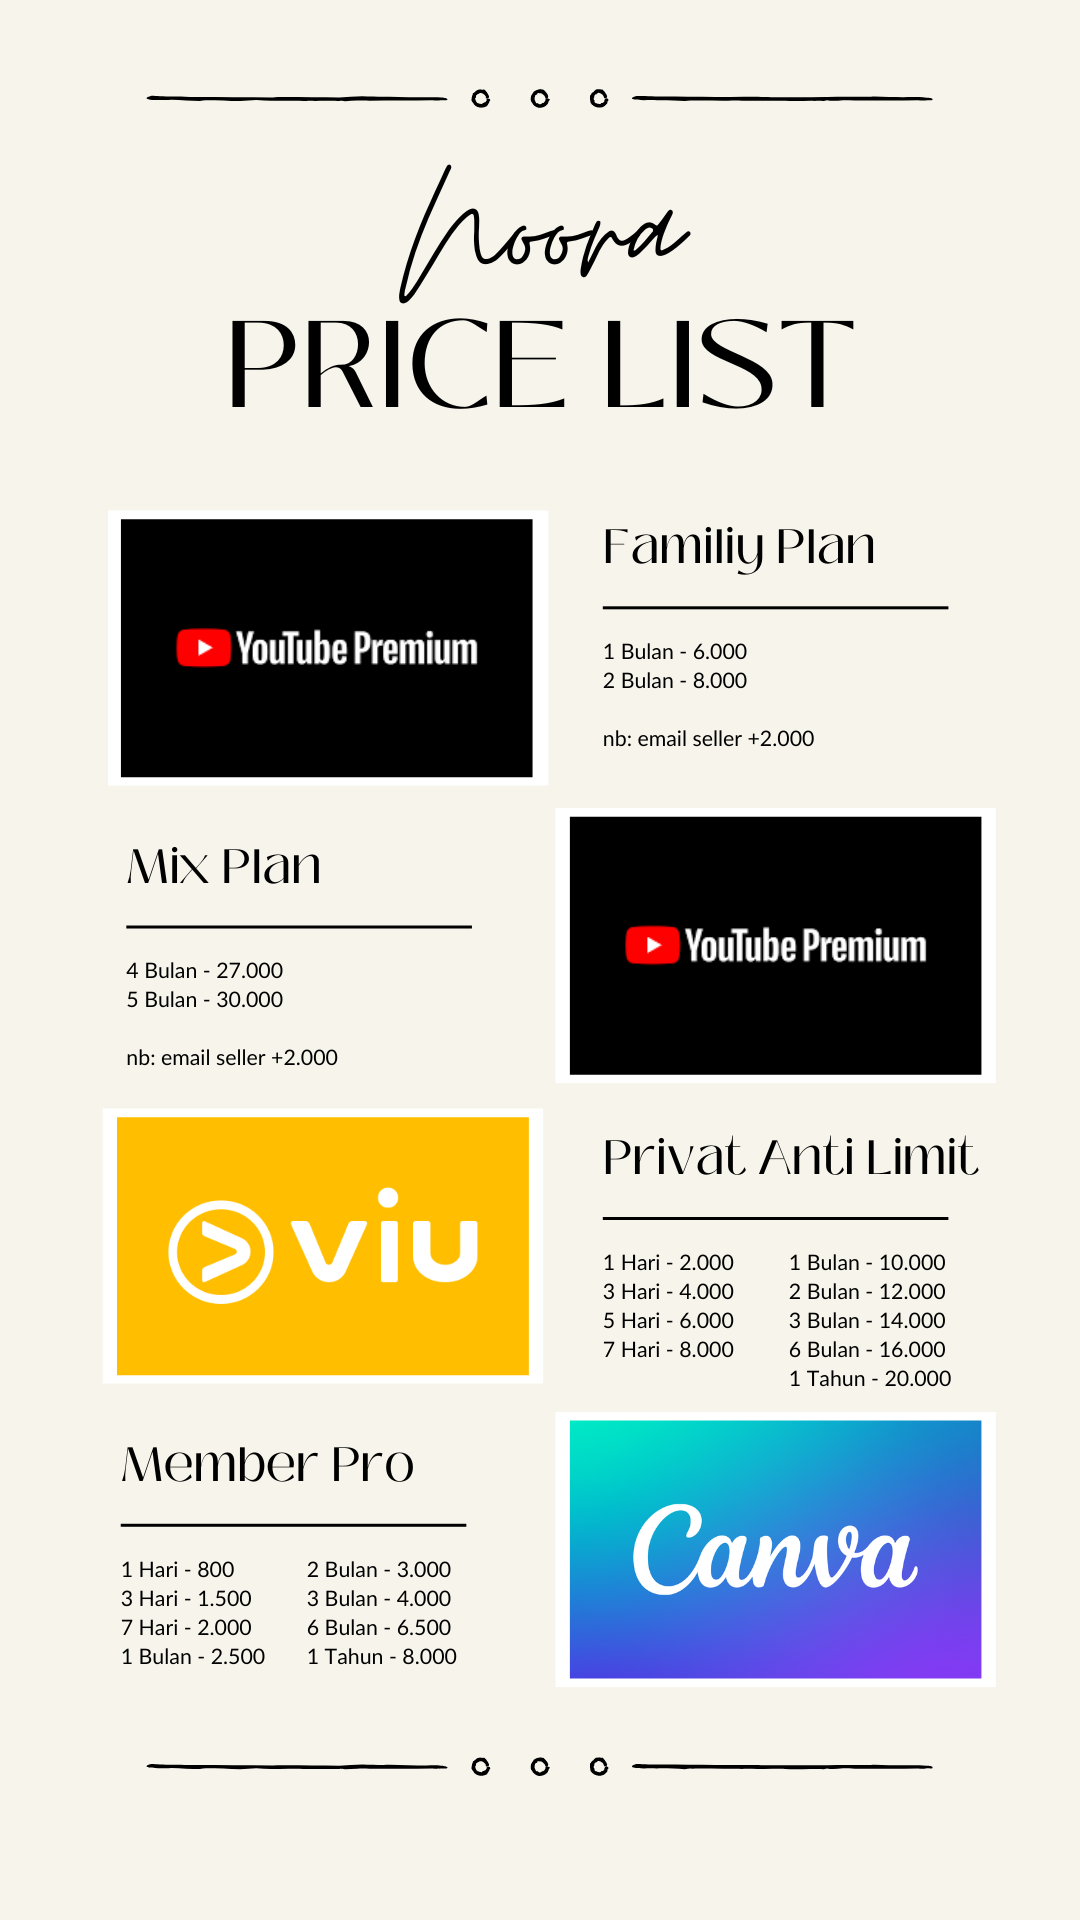 Noord
PRICE LIST
YouTube Premium
Familiy Plan
1 Bulan - 6.000
2 Bulan - 8.000
nb: email seller +2.000
Mix Plan
4 Bulan - 27.000
5 Bulan - 30.000
nb: email seller +2.000
YouTube Premium
viu
Privat Anti Limit
1 Hari - 2.000
3 Hari - 4.000
5 Hari - 6.000
7 Hari - 8.000
1 Bulan - 10.000
2 Bulan - 12.000
3 Bulan - 14.000
6 Bulan - 16.000
1 Tahun - 20.000
Member Pro
1 Hari - 800
3 Hari - 1.500
7 Hari - 2.000
1 Bulan - 2.500
2 Bulan - 3.000
3 Bulan - 4.000
6 Bulan - 6.500
1 Tahun - 8.000
Canva